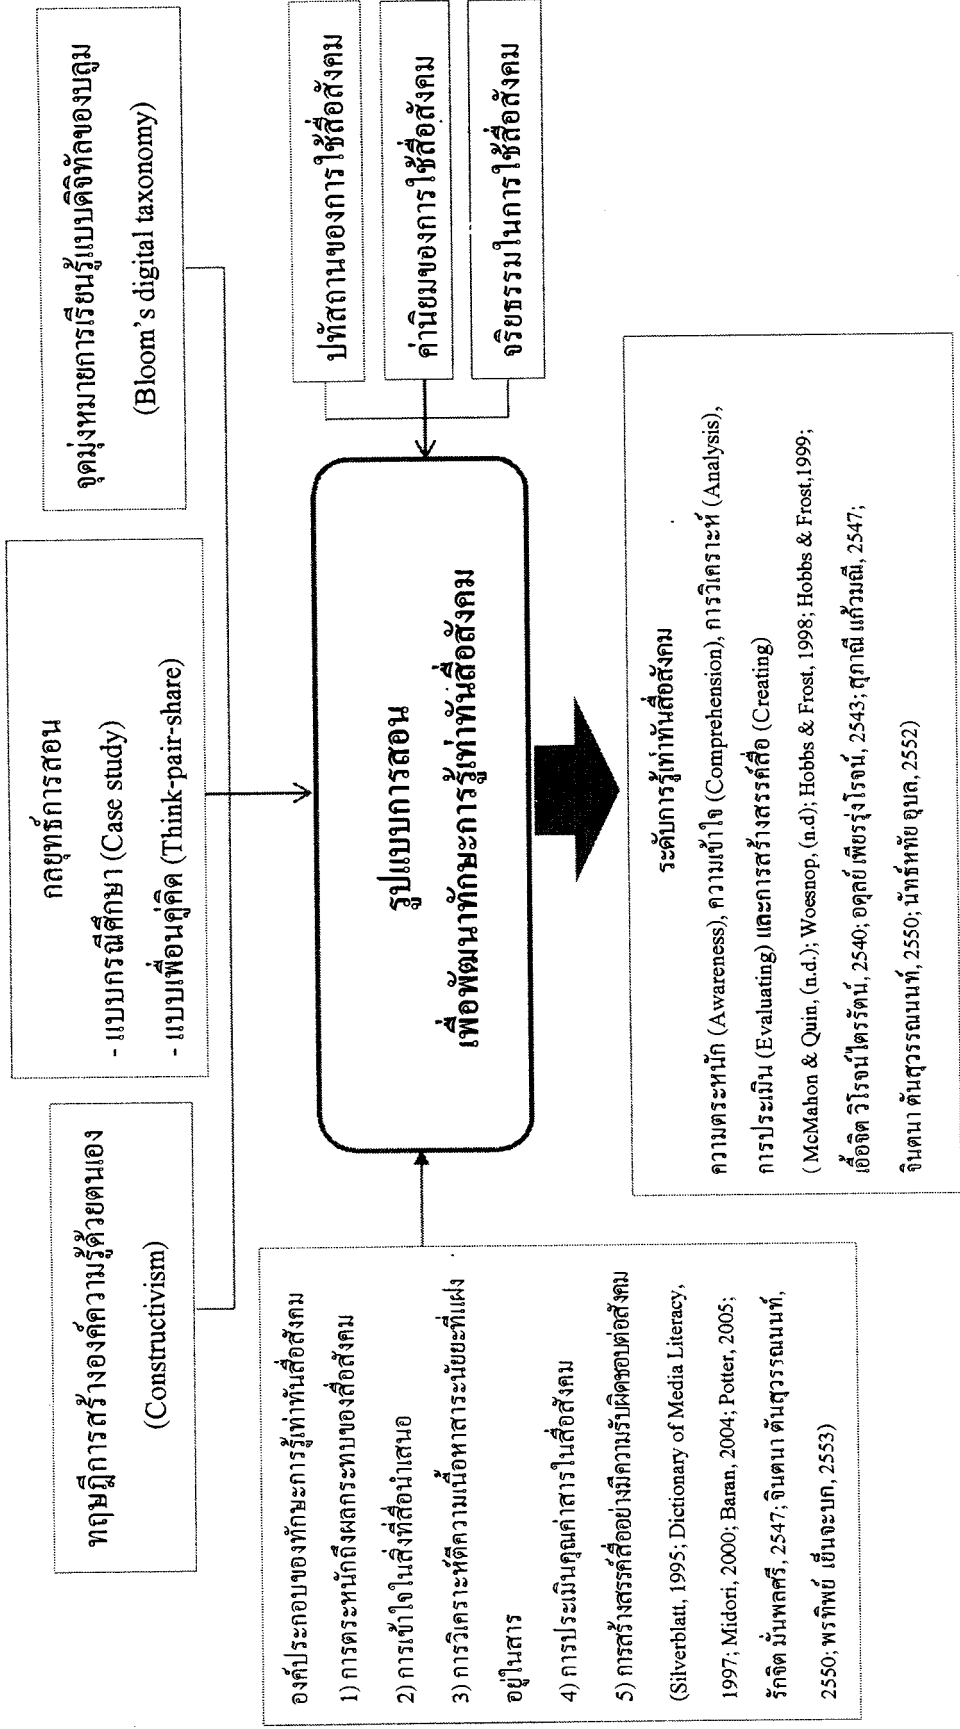 ทฤษฎีการสร้างองค์ความรู้ด้วยตนเอง
(Constructivism)
กลยุทธ์การสอน
- แบบกรณีศึกษา (Case study)
- แบบเพื่อนคู่คิด (Think-pair-share)
จุดมุ่งหมายการเรียนรู้แบบดิจิทัลของบลูม
(Bloom's digital taxonomy)
องค์ประกอบของทักษะการรู้เท่าทันสื่อสังคม
1) การตระหนักถึงผลกระทบของสื่อสังคม
2) การเข้าใจในสิ่งที่สื่อนำเสนอ
3) การวิเคราะห์ตีความเนื้อหาสาระนัยยะที่แฝง
อยู่ในสาร
4) การประเมินคุณค่าสารในสื่อสังคม
5) การสร้างสรรค์สื่ออย่างมีความรับผิดชอบต่อสังคม
(Silverblatt, 1995; Dictionary of Media Literacy,
1997; Midori, 2000; Baran, 2004; Potter, 2005;
รักจิต มั่นพลศรี, 2547; จินตนา ตันสุวรรณนนท์,
2550; พรทิพย์ เย็นจะบก, 2553)
รูปแบบการสอน
เพื่อพัฒนาทักษะการรู้เท่าทันสื่อสังคม
ปทัสถานของการใช้สื่อสังคม
ค่านิยมของการใช้สื่อสังคม
จริยธรรมในการใช้สื่อสังคม
ระดับการรู้เท่าทันสื่อสังคม
ความตระหนัก (Awareness), ความเข้าใจ (Comprehension), การวิเคราะห์ (Analysis),
การประเมิน (Evaluating) และการสร้างสรรค์สื่อ (Creating)
(McMahon & Quin, (n.d.); Woesnop, (n.d); Hobbs & Frost, 1998; Hobbs & Frost,1999;
เอื้อจิต วิโรจน์ไตรรัตน์, 2540; อดุลย์ เพียรรุ่งโรจน์, 2543; สุภาณี แก้วมณี, 2547;
จินตนา ตันสุวรรณนนท์, 2550; นัทธ์หทัย อุบล, 2552)